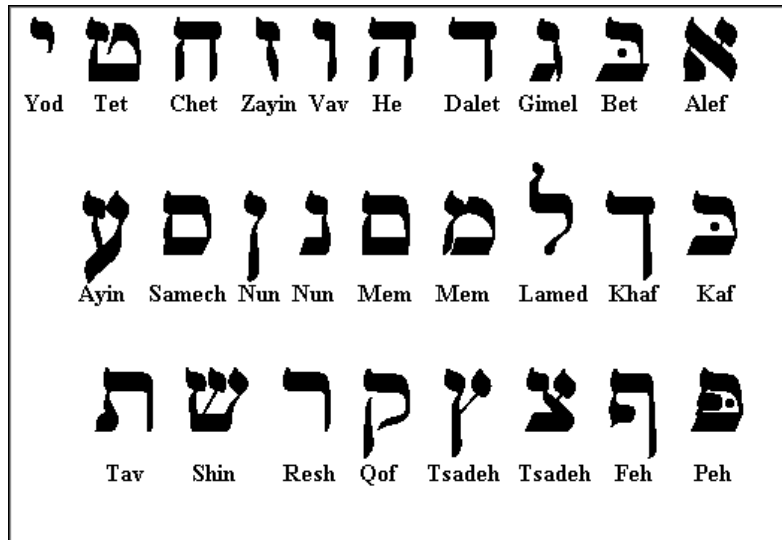 א בּ ג ד ה ו ז ח ט י
Yod Tet Chet Zayin Vav He Dalet Gimel Bet Alef
כּ ך ל מ ם נ ן ס ע
Ayin Samech Nun Nun Mem Mem Lamed Khaf Kaf
פּ ף צ ץ ק ר ש ת
Tav Shin Resh Qof Tsadeh Tsadeh Feh Peh